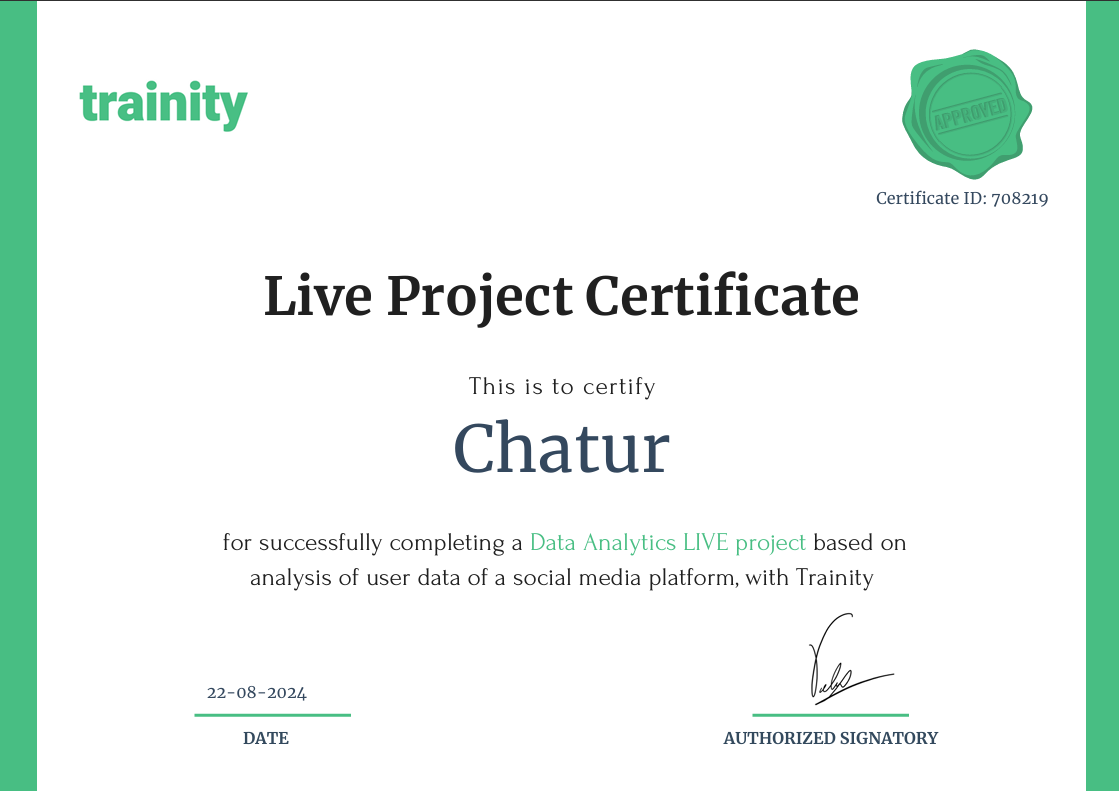 trainity
APPROVED
Certificate ID: 708219
Live Project Certificate
This is to certify
Chatur
for successfully completing a Data Analytics LIVE project based on
analysis of user data of a social media platform, with Trainity
22-08-2024
DATE
AUTHORIZED SIGNATORY